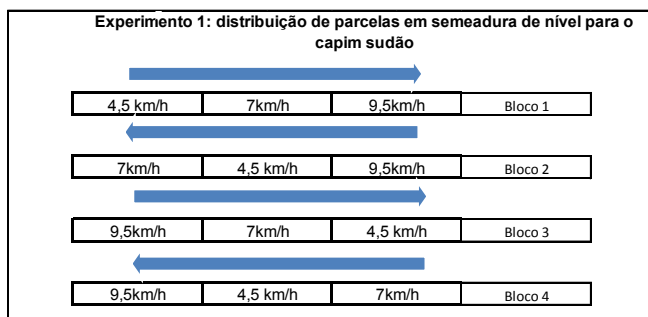 Experimento 1: distribuição de parcelas em semeadura de nível para o
capim sudão
4,5 km/h 7km/h 9,5km/h Bloco 1
7km/h 4,5 km/h 9,5km/h Bloco 2
9,5km/h 7km/h 4,5 km/h Bloco 3
9,5km/h 4,5 km/h 7km/h Bloco 4